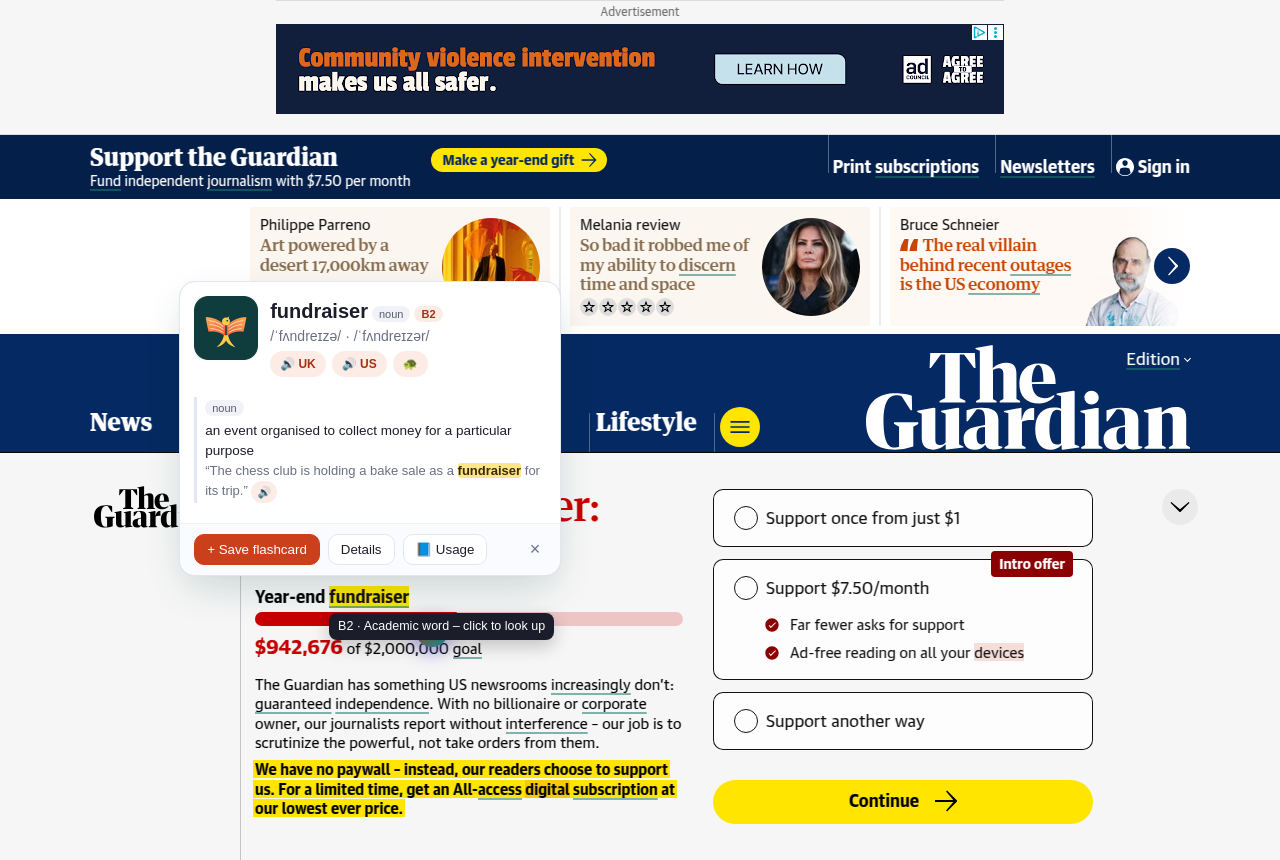 Advertisement
Community violence intervention
makes us all safer.
LEARN HOW
ad
COUNCIL
AGREE
TO
AGREE
Support the Guardian
Fund independent journalism with $7.50 per month
Make a year-end gift
Print subscriptions
Newsletters
Sign in
Philippe Parreno
Art powered by a
desert 17,000km away
Melania review
So bad it robbed me of
my ability to discern
time and space
Bruce Schneier
The real villain
behind recent outages
is the US economy
Edition
The
Guardian
News
Lifestyle
fundraiser noun B2
/ˈfʌndreɪzə/ · /ˈfʌndreɪzər/
UK
US
noun
an event organised to collect money for a particular
purpose
“The chess club is holding a bake sale as a fundraiser for
its trip.”
+ Save flashcard
Details
Usage
×
The
Guard
er:
Year-end fundraiser
B2 · Academic word – click to look up
$942,676 of $2,000,000 goal
The Guardian has something US newsrooms increasingly don’t:
guaranteed independence. With no billionaire or corporate
owner, our journalists report without interference – our job is to
scrutinize the powerful, not take orders from them.
We have no paywall – instead, our readers choose to support
us. For a limited time, get an All-access digital subscription at
our lowest ever price.
Support once from just $1
Intro offer
Support $7.50/month
Far fewer asks for support
Ad-free reading on all your devices
Support another way
Continue